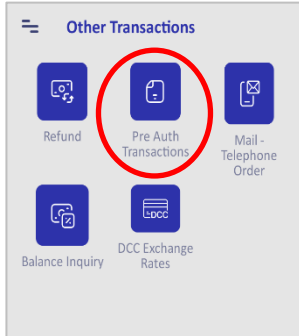 Other Transactions
Refund
Pre Auth
Transactions
Mail -
Telephone
Order
Balance Inquiry
DCC
DCC Exchange
Rates